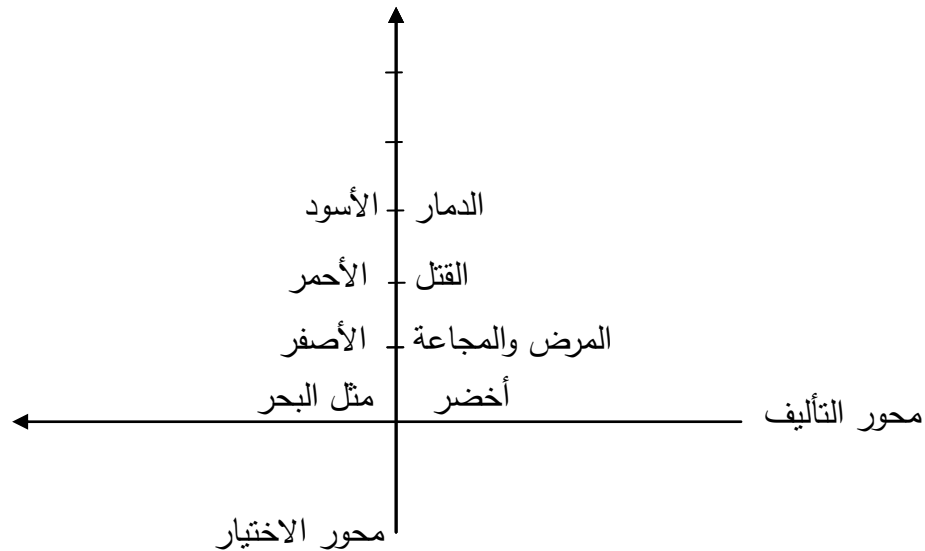 الدمار الأسود
القتل الأحمر
المرض والمجاعة الأصفر
أخضر مثل البحر
محور التأليف
محور الاختيار